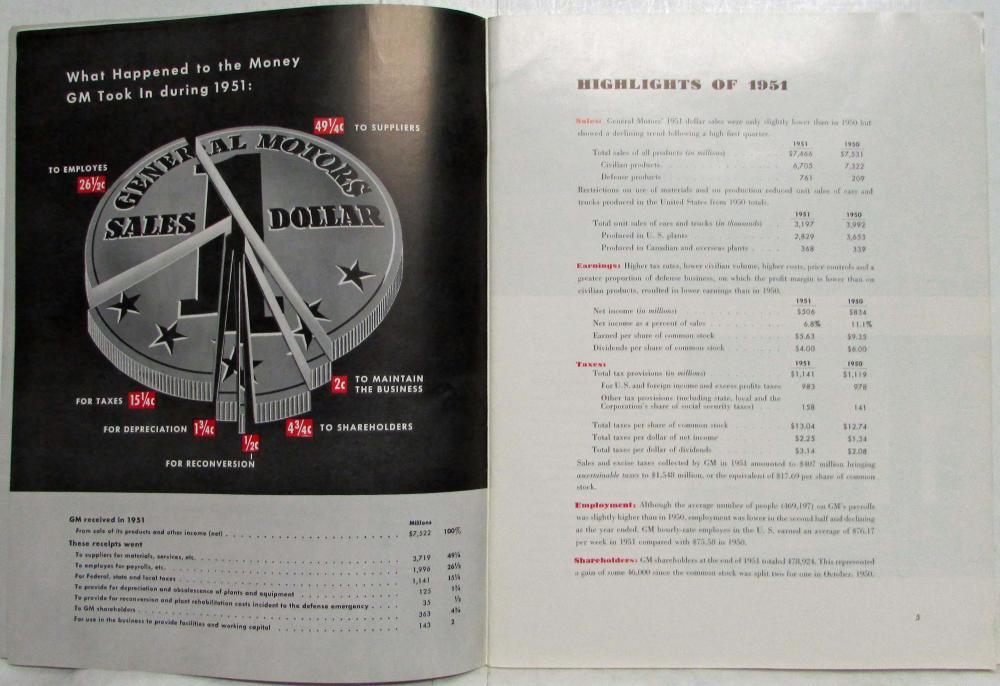 What Happened to the Money
GM Took In during 1951:
49¼¢ TO SUPPLIERS
TO EMPLOYES
26½¢
GENERAL MOTORS
SALES DOLLAR
1
2¢ TO MAINTAIN
THE BUSINESS
FOR TAXES 15¼¢
FOR DEPRECIATION 1¾¢
4¾¢ TO SHAREHOLDERS
½¢
FOR RECONVERSION
GM received in 1951 Millions
From sale of its products and other income (net) $7,522 100%
These receipts went
To suppliers for materials, services, etc. 3,719 49¼
To employes for payrolls, etc. 1,996 26½
For Federal, state and local taxes 1,141 15¼
To provide for depreciation and obsolescence of plants and equipment 125 1¾
To provide for reconversion and plant rehabilitation costs incident to the defense emergency 35 ½
To GM shareholders 363 4¾
For use in the business to provide facilities and working capital 143 2
HIGHLIGHTS OF 1951
Sales: General Motors' 1951 dollar sales were only slightly lower than in 1950 but
showed a declining trend following a high first quarter.
1951 1950
Total sales of all products (in millions) $7,466 $7,531
Civilian products 6,705 7,322
Defense products 761 209
Restrictions on use of materials and on production reduced unit sales of cars and
trucks produced in the United States from 1950 totals.
1951 1950
Total unit sales of cars and trucks (in thousands) 3,197 3,992
Produced in U. S. plants 2,829 3,653
Produced in Canadian and overseas plants 368 339
Earnings: Higher tax rates, lower civilian volume, higher costs, price controls and a
greater proportion of defense business, on which the profit margin is lower than on
civilian products, resulted in lower earnings than in 1950.
1951 1950
Net income (in millions) $506 $834
Net income as a percent of sales 6.8% 11.1%
Earned per share of common stock $5.63 $9.35
Dividends per share of common stock $4.00 $6.00
Taxes: 1951 1950
Total tax provisions (in millions) $1,141 $1,119
For U.S. and foreign income and excess profits taxes 983 978
Other tax provisions (including state, local and the
Corporation's share of social security taxes) 158 141
Total taxes per share of common stock $13.04 $12.74
Total taxes per dollar of net income $2.25 $1.34
Total taxes per dollar of dividends $3.14 $2.08
Sales and excise taxes collected by GM in 1951 amounted to $407 million bringing
ascertainable taxes to $1,548 million, or the equivalent of $17.69 per share of common
stock.
Employment: Although the average number of people (469,197) on GM's payrolls
was slightly higher than in 1950, employment was lower in the second half and declining
as the year ended. GM hourly-rate employes in the U. S. earned an average of $76.17
per week in 1951 compared with $75.58 in 1950.
Shareholders: GM shareholders at the end of 1951 totaled 478,924. This represented
a gain of some 46,000 since the common stock was split two for one in October, 1950.
5